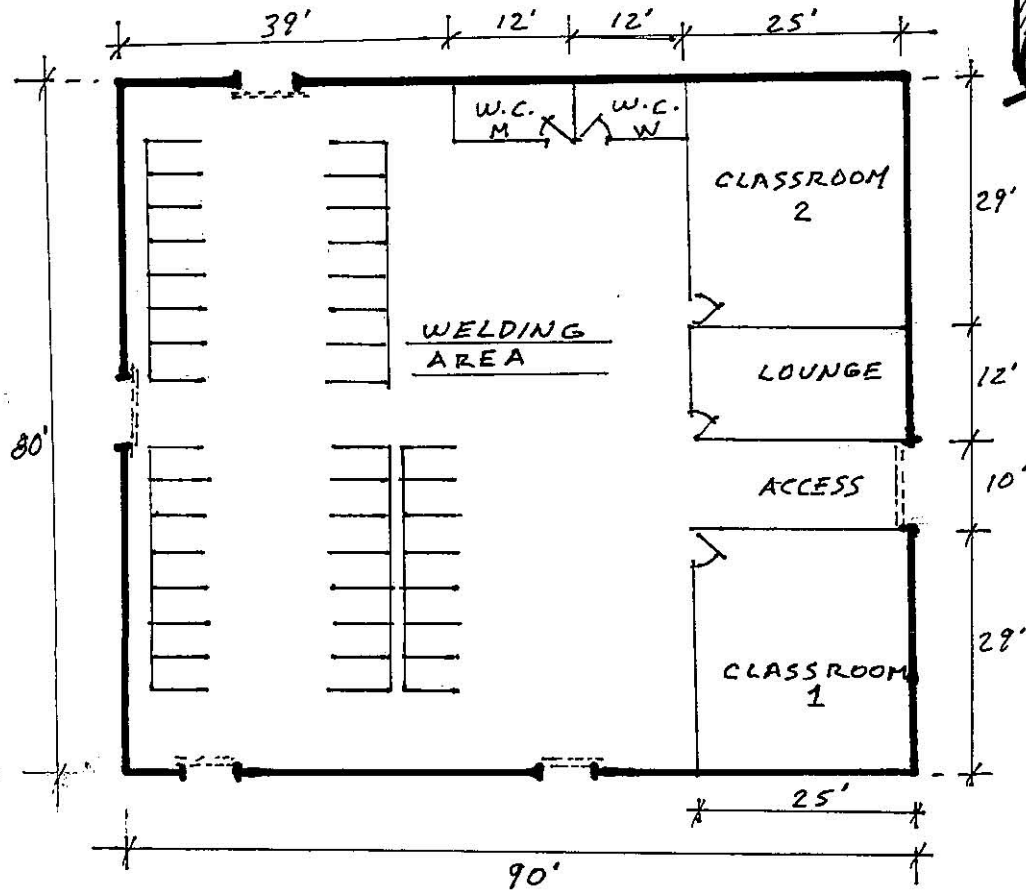 39' 12' 12' 25'
W.C. M
W.C. W
CLASSROOM
2
29'
WELDING
AREA
LOUNGE
12'
80'
ACCESS
10'
CLASSROOM
1
29'
25'
90'